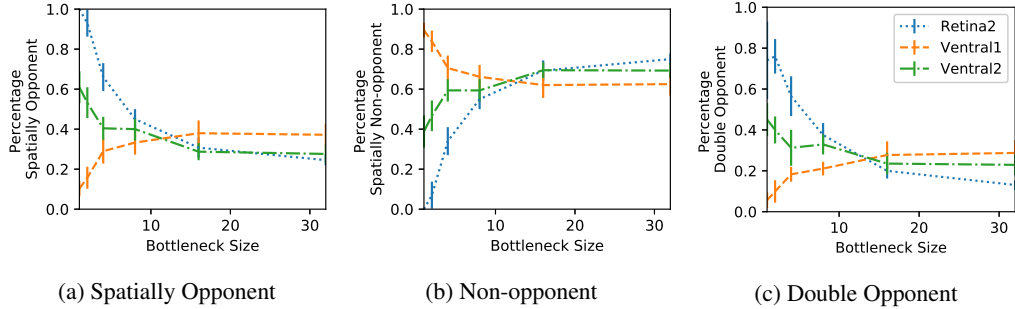 Percentage
Spatially Opponent
1.0
0.8
0.6
0.4
0.2
0.0
10
20
30
Bottleneck Size
(a) Spatially Opponent
Percentage
Spatially Non-opponent
1.0
0.8
0.6
0.4
0.2
0.0
10
20
30
Bottleneck Size
(b) Non-opponent
Percentage
Double Opponent
1.0
0.8
0.6
0.4
0.2
0.0
10
20
30
Bottleneck Size
Retina2
Ventral1
Ventral2
(c) Double Opponent